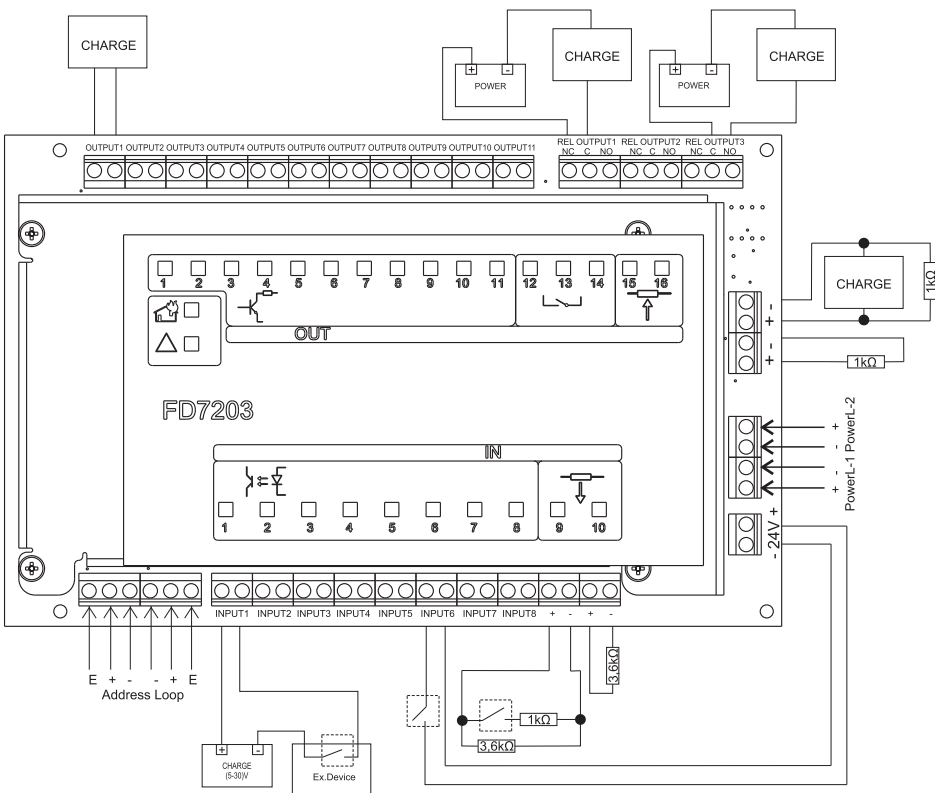 CHARGE
+ -
POWER
CHARGE
+ -
POWER
CHARGE
OUTPUT1 OUTPUT2 OUTPUT3 OUTPUT4 OUTPUT5 OUTPUT6 OUTPUT7 OUTPUT8 OUTPUT9 OUTPUT10 OUTPUT11
REL OUTPUT1 REL OUTPUT2 REL OUTPUT3
NC C NO NC C NO NC C NO
1 2 3 4 5 6 7 8 9 10 11 12 13 14 15 16
OUT
CHARGE
1kΩ
-
+
-
+
1kΩ
FD7203
IN
1 2 3 4 5 6 7 8 9 10
PowerL-1 PowerL-2
+
-
-
+
- 24V +
INPUT1 INPUT2 INPUT3 INPUT4 INPUT5 INPUT6 INPUT7 INPUT8 + - + -
E + - - + E
Address Loop
3,6kΩ
1kΩ
3,6kΩ
+ -
CHARGE
(5-30)V
Ex.Device